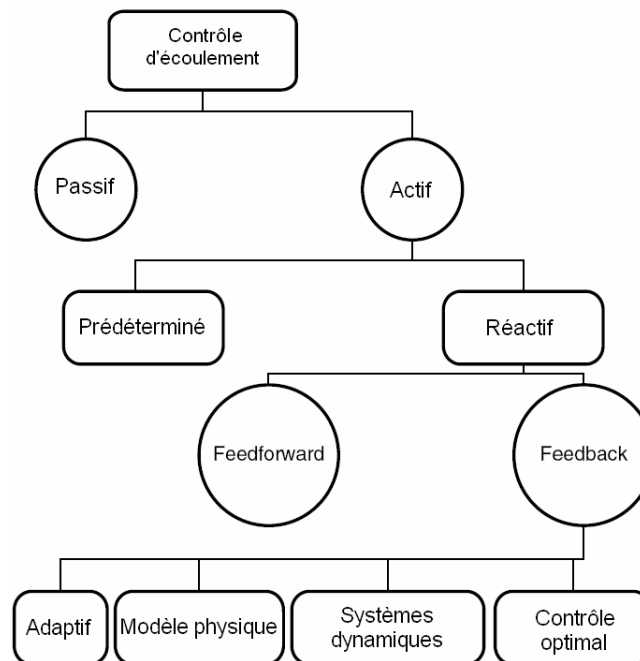 Contrôle
d'écoulement
Passif
Actif
Prédéterminé
Réactif
Feedforward
Feedback
Adaptif
Modèle physique
Systèmes
dynamiques
Contrôle
optimal